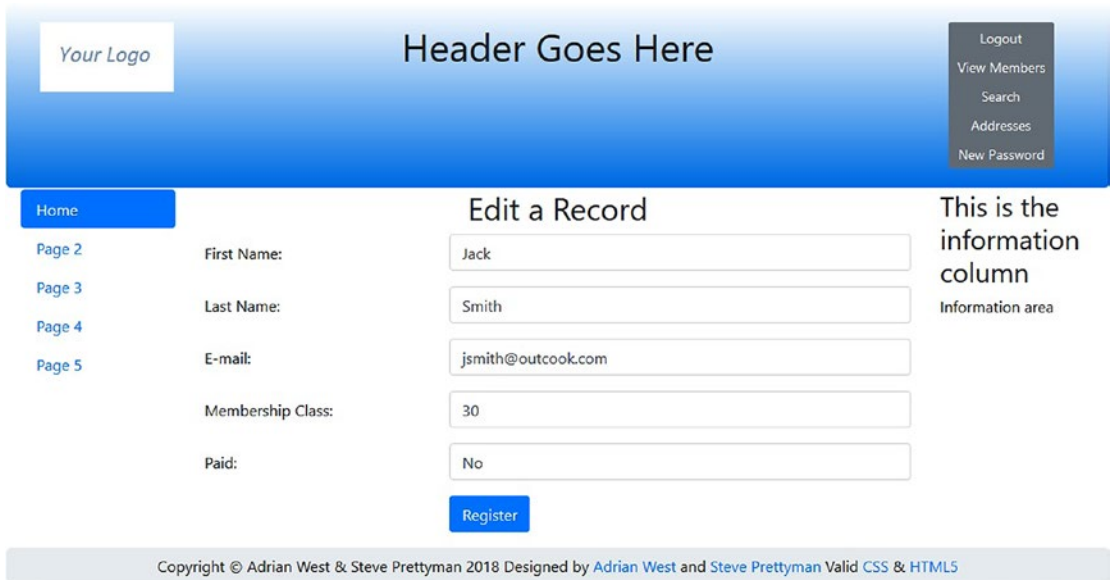 Your Logo
Header Goes Here
Logout
View Members
Search
Addresses
New Password
Home
Page 2
Page 3
Page 4
Page 5
Edit a Record
First Name: Jack
Last Name: Smith
E-mail: jsmith@outcook.com
Membership Class: 30
Paid: No
Register
This is the
information
column
Information area
Copyright © Adrian West & Steve Prettyman 2018 Designed by Adrian West and Steve Prettyman Valid CSS & HTML5